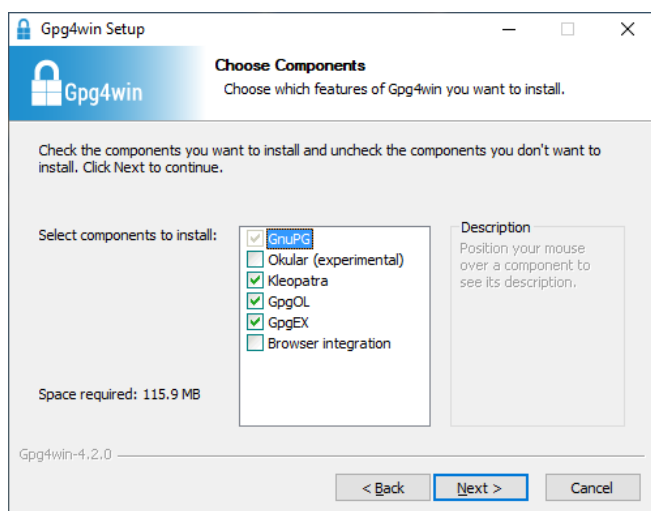 Gpg4win Setup
Gpg4win
Choose Components
Choose which features of Gpg4win you want to install.
Check the components you want to install and uncheck the components you don't want to
install. Click Next to continue.
Select components to install:
GnuPG
Okular (experimental)
Kleopatra
GpgOL
GpgEX
Browser integration
Description
Position your mouse
over a component to
see its description.
Space required: 115.9 MB
Gpg4win-4.2.0
< Back
Next >
Cancel